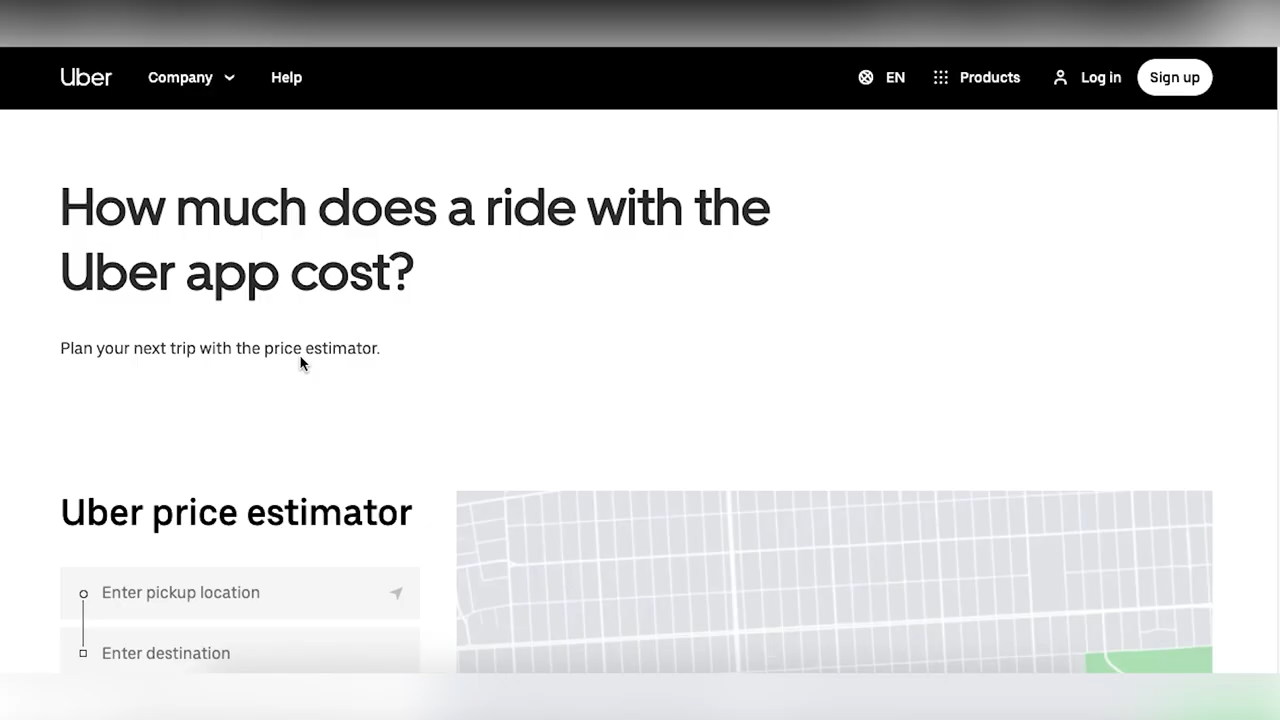 Uber Company Help EN Products Log in Sign up
How much does a ride with the
Uber app cost?
Plan your next trip with the price estimator.
Uber price estimator
Enter pickup location
Enter destination